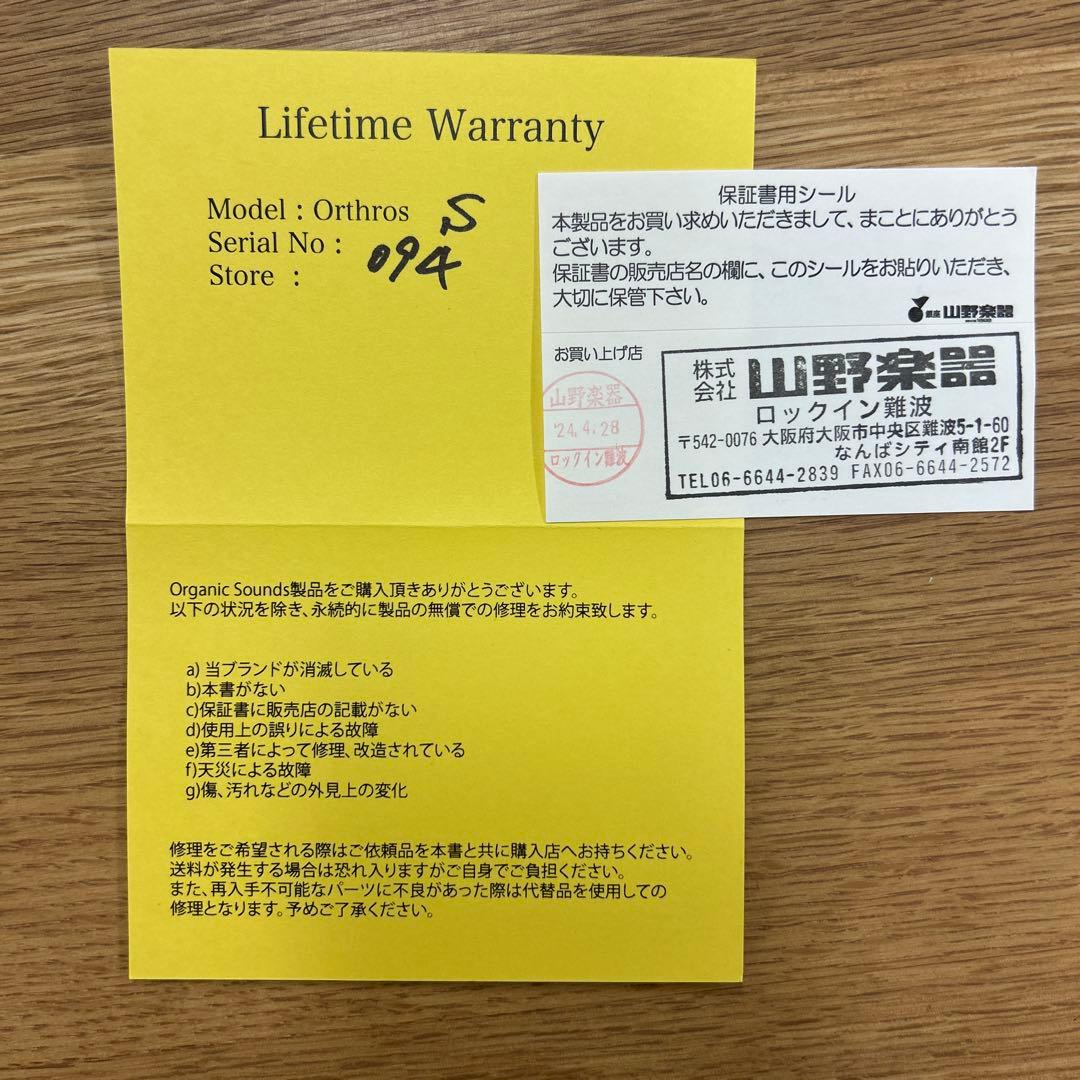 Lifetime Warranty
Model : Orthros S
Serial No : 094
Store :
保証書用シール
本製品をお買い求めいただきまして、まことにありがとう
ございます。
保証書の販売店名の欄に、このシールをお貼りいただき、
大切に保管下さい。
銀座 山野楽器
お買い上げ店
山野楽器
'24.4.28
ロックイン難波
株式会社 山野楽器
ロックイン難波
〒542-0076 大阪府大阪市中央区難波5-1-60
なんばシティ南館2F
TEL06-6644-2839 FAX06-6644-2572
Organic Sounds製品をご購入頂きありがとうございます。
以下の状況を除き、永続的に製品の無償での修理をお約束致します。
a) 当ブランドが消滅している
b)本書がない
c)保証書に販売店の記載がない
d)使用上の誤りによる故障
e)第三者によって修理、改造されている
f)天災による故障
g)傷、汚れなどの外見上の変化
修理をご希望される際はご依頼品を本書と共に購入店へお持ちください。
送料が発生する場合は恐れ入りますがご自身でご負担ください。
また、再入手不可能なパーツに不良があった際は代替品を使用しての
修理となります。予めご了承ください。